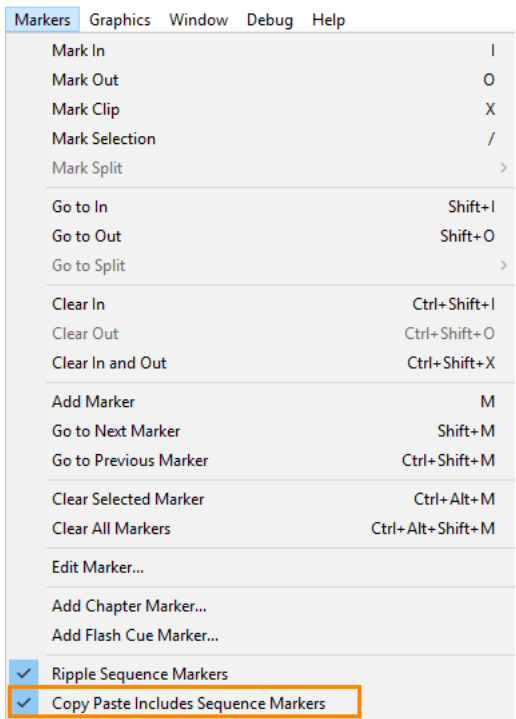 Markers Graphics Window Debug Help
Mark In I
Mark Out O
Mark Clip X
Mark Selection /
Mark Split
Go to In Shift+I
Go to Out Shift+O
Go to Split
Clear In Ctrl+Shift+I
Clear Out Ctrl+Shift+O
Clear In and Out Ctrl+Shift+X
Add Marker M
Go to Next Marker Shift+M
Go to Previous Marker Ctrl+Shift+M
Clear Selected Marker Ctrl+Alt+M
Clear All Markers Ctrl+Alt+Shift+M
Edit Marker...
Add Chapter Marker...
Add Flash Cue Marker...
Ripple Sequence Markers
Copy Paste Includes Sequence Markers